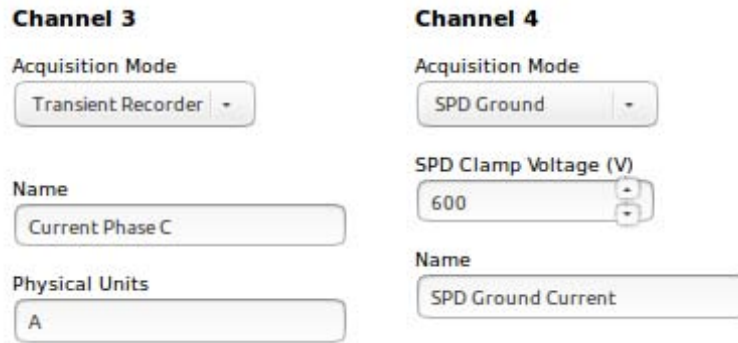 Channel 3
Acquisition Mode
Transient Recorder
Name
Current Phase C
Physical Units
A
Channel 4
Acquisition Mode
SPD Ground
SPD Clamp Voltage (V)
600
Name
SPD Ground Current